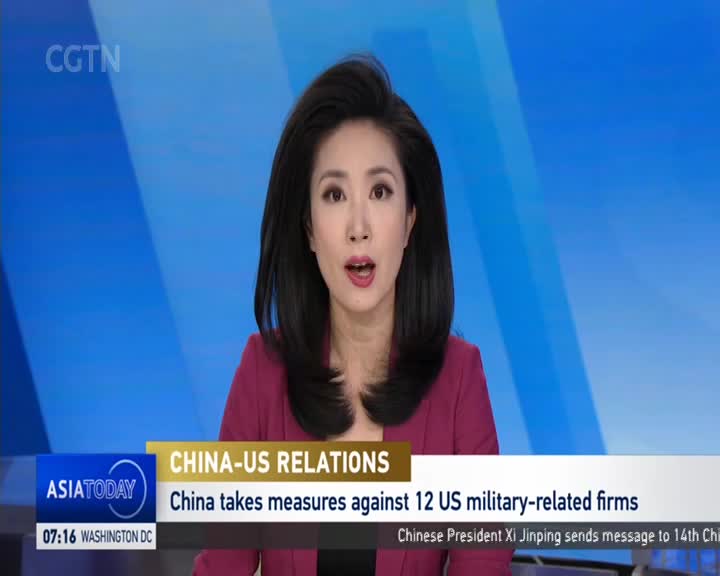 CGTN
CHINA-US RELATIONS
ASIATODAY
China takes measures against 12 US military-related firms
07:16 WASHINGTON DC
Chinese President Xi Jinping sends message to 14th Chi